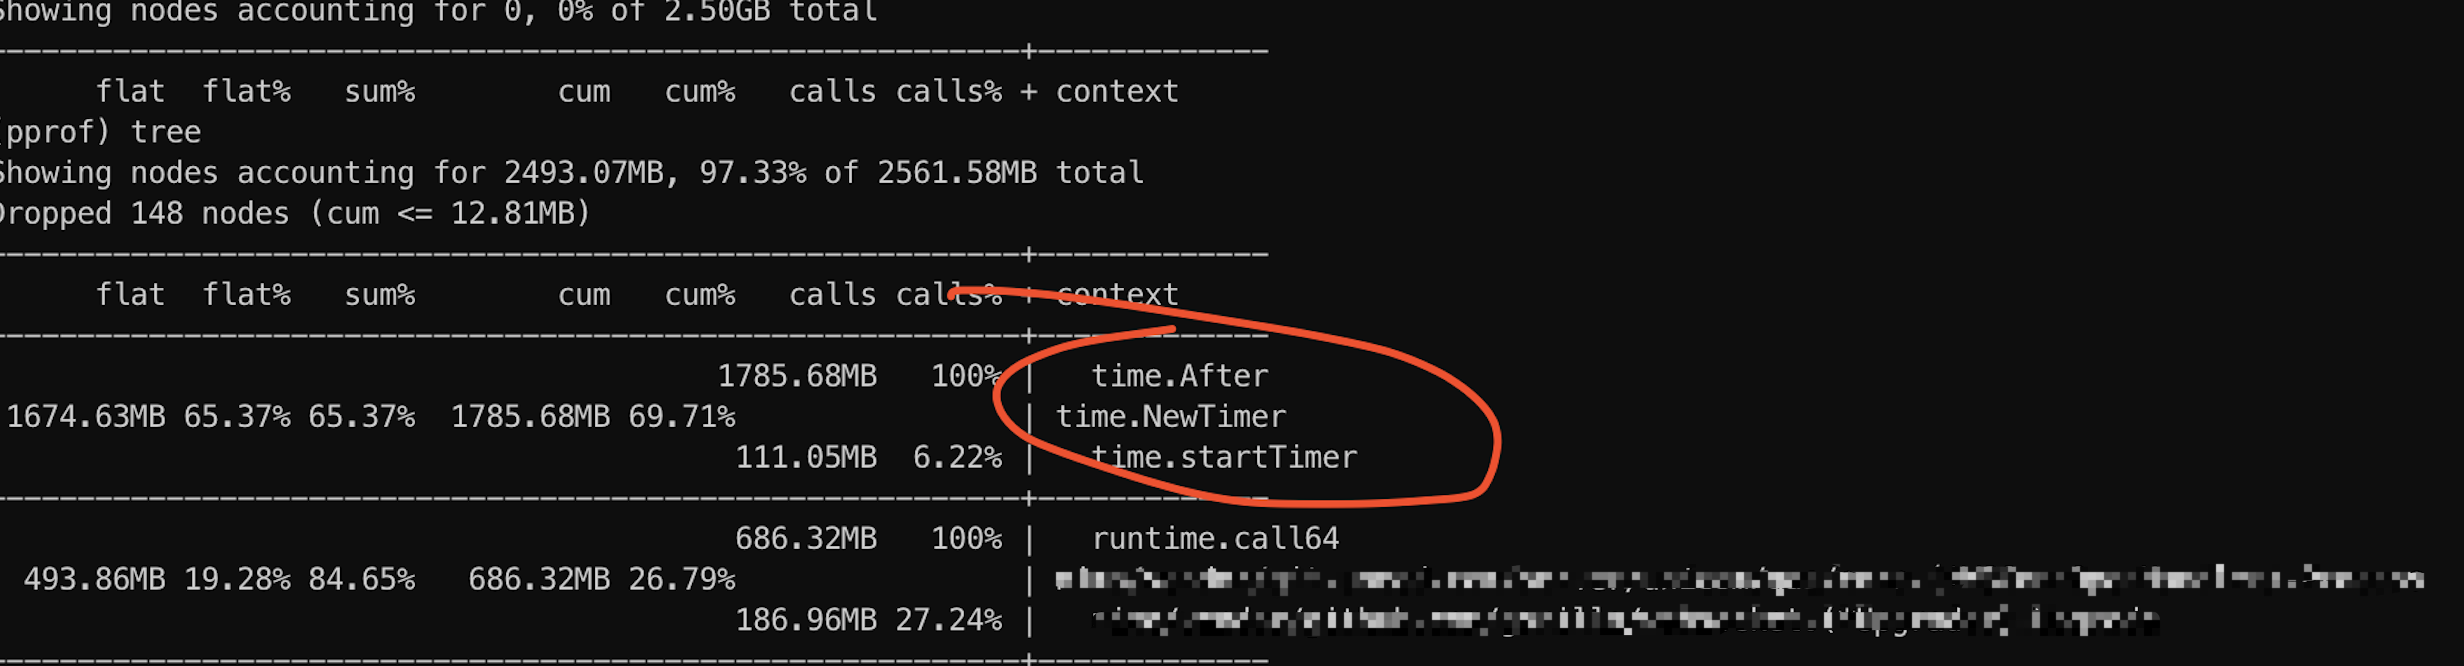 Showing nodes accounting for 0, 0% of 2.50GB total
----------------------------------------------------------+-------------
flat flat% sum% cum cum% calls calls% + context
(pprof) tree
Showing nodes accounting for 2493.07MB, 97.33% of 2561.58MB total
Dropped 148 nodes (cum <= 12.81MB)
----------------------------------------------------------+-------------
flat flat% sum% cum cum% calls calls% + context
----------------------------------------------------------+-------------
1785.68MB 100% | time.After
1674.63MB 65.37% 65.37% 1785.68MB 69.71% | time.NewTimer
111.05MB 6.22% | time.startTimer
----------------------------------------------------------+-------------
686.32MB 100% | runtime.call64
493.86MB 19.28% 84.65% 686.32MB 26.79% |
186.96MB 27.24% |
----------------------------------------------------------+-------------